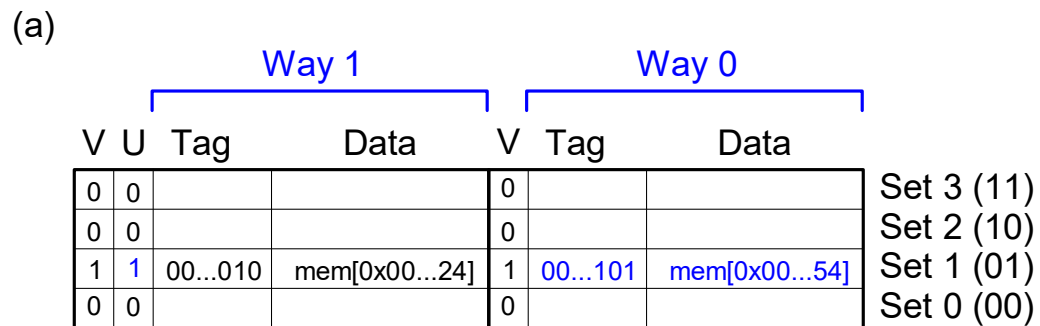 (a)
Way 1 Way 0
V U Tag Data V Tag Data
0 0 0 Set 3 (11)
0 0 0 Set 2 (10)
1 1 00...010 mem[0x00...24] 1 00...101 mem[0x00...54] Set 1 (01)
0 0 0 Set 0 (00)